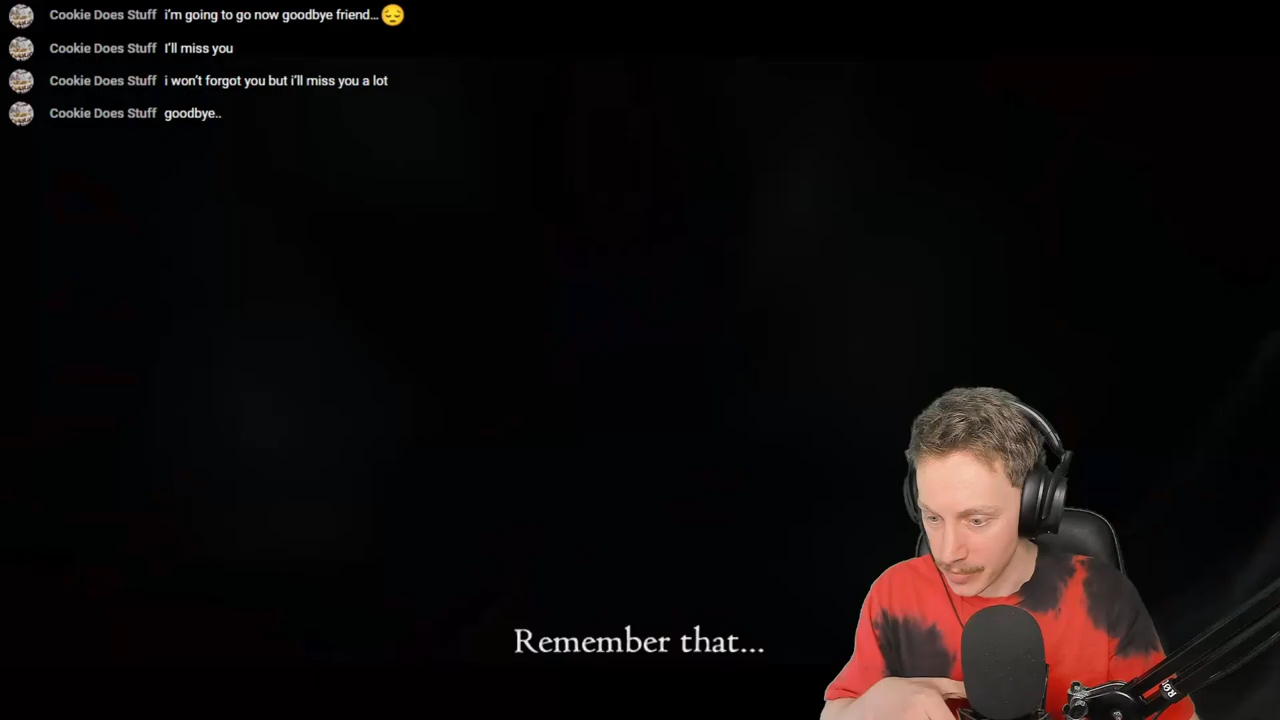 Cookie Does Stuff i'm going to go now goodbye friend...😔
Cookie Does Stuff I'll miss you
Cookie Does Stuff i won't forgot you but i'll miss you a lot
Cookie Does Stuff goodbye..
Remember that...